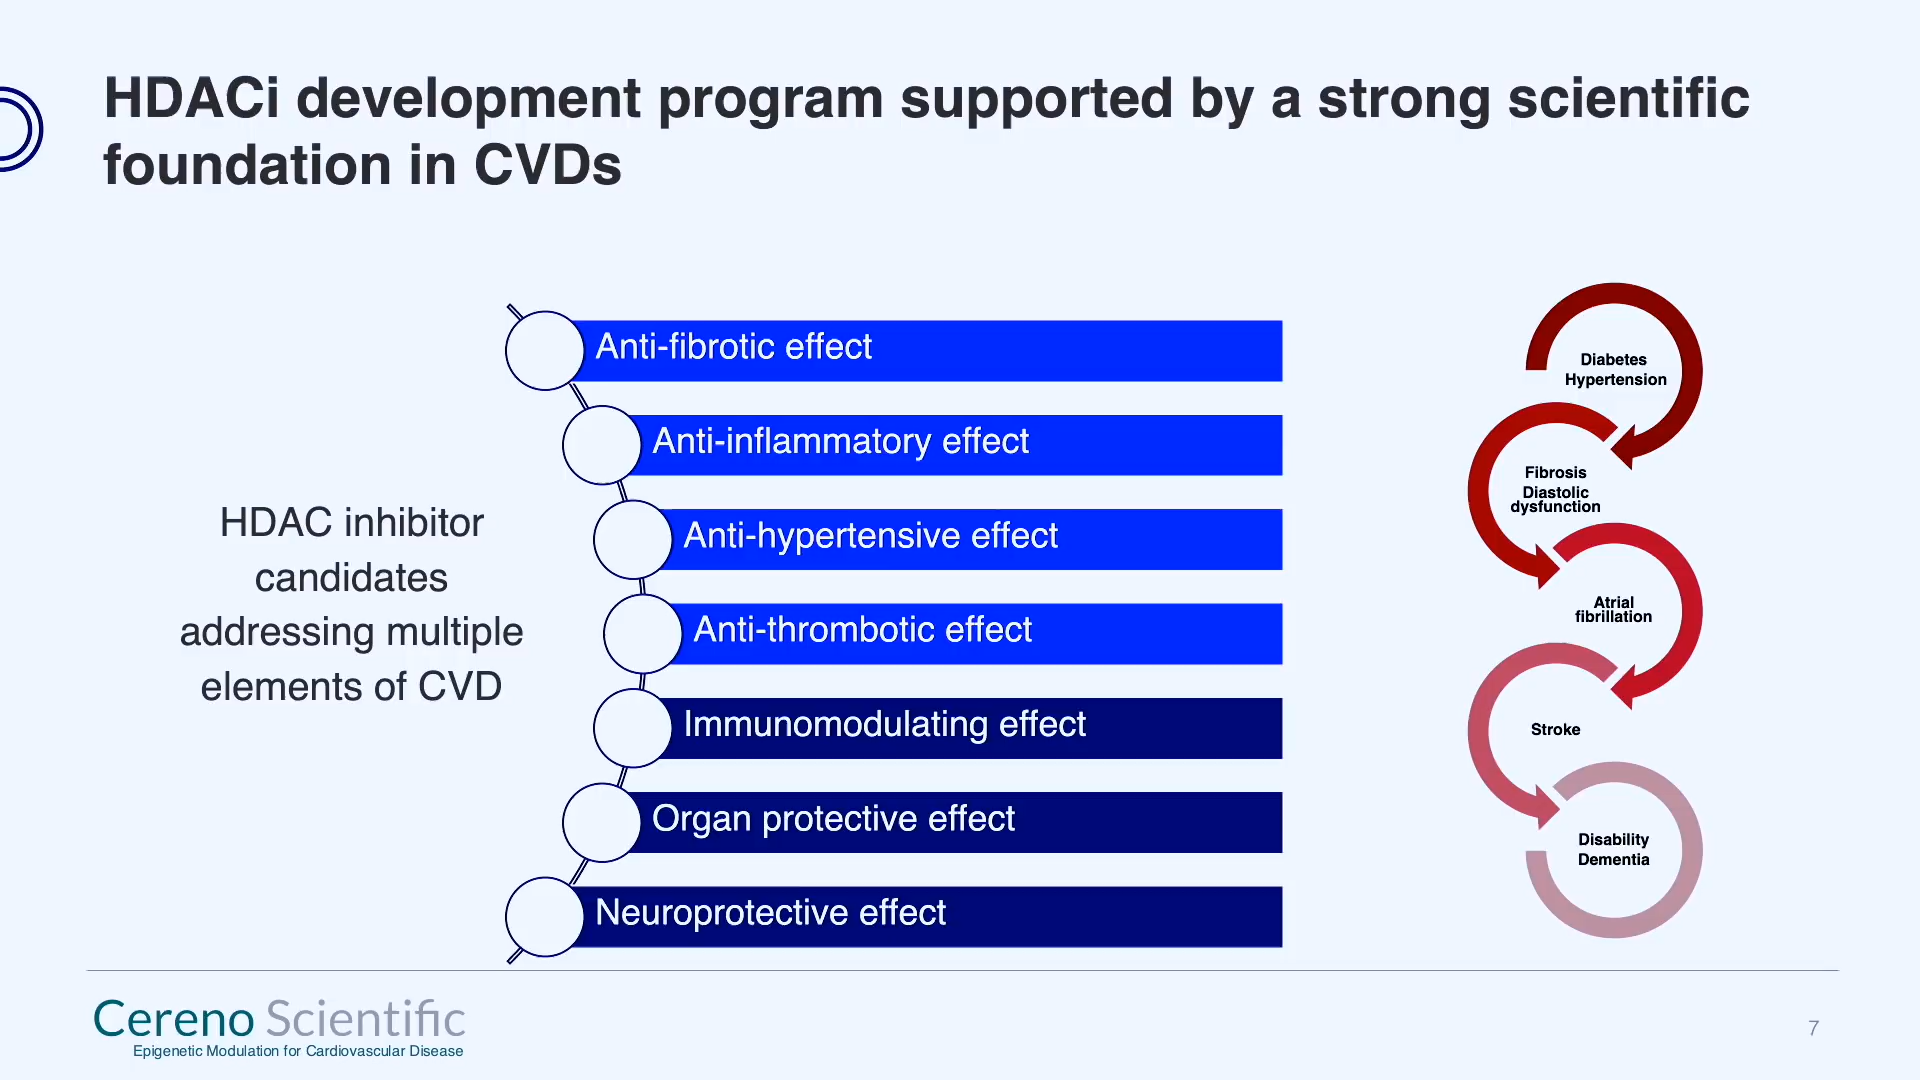 HDACi development program supported by a strong scientific
foundation in CVDs
HDAC inhibitor
candidates
addressing multiple
elements of CVD
Anti-fibrotic effect
Anti-inflammatory effect
Anti-hypertensive effect
Anti-thrombotic effect
Immunomodulating effect
Organ protective effect
Neuroprotective effect
Diabetes
Hypertension
Fibrosis
Diastolic
dysfunction
Atrial
fibrillation
Stroke
Disability
Dementia
Cereno Scientific
Epigenetic Modulation for Cardiovascular Disease
7